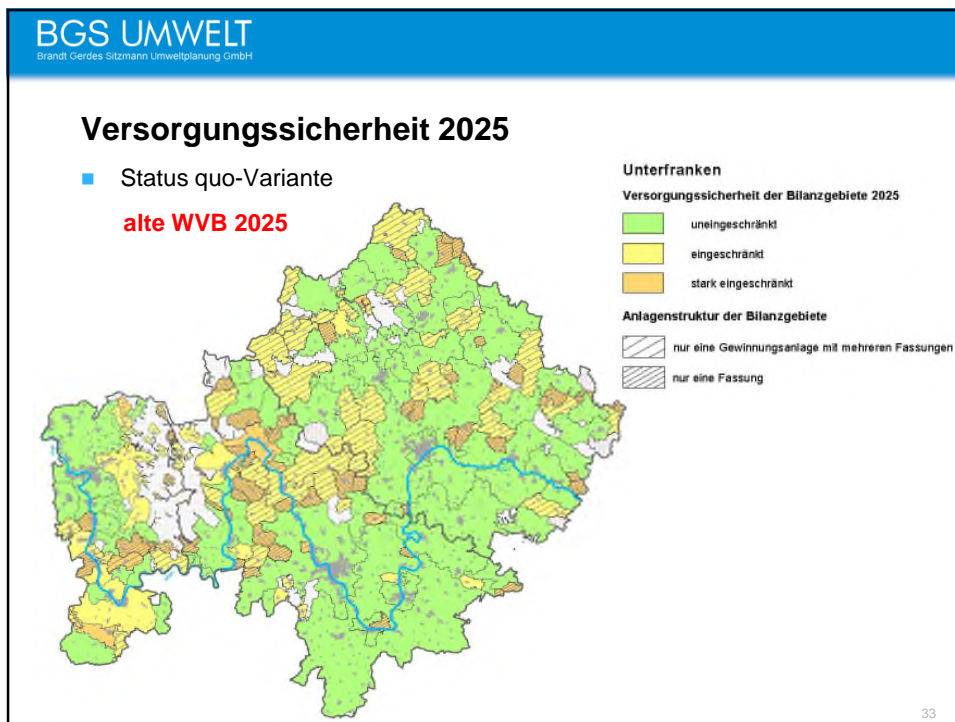 BGS UMWELT
Brandt Gerdes Sitzmann Umweltplanung GmbH
Versorgungssicherheit 2025
Status quo-Variante
alte WVB 2025
Unterfranken
Versorgungssicherheit der Bilanzgebiete 2025
uneingeschränkt
eingeschränkt
stark eingeschränkt
Anlagenstruktur der Bilanzgebiete
nur eine Gewinnungsanlage mit mehreren Fassungen
nur eine Fassung
33